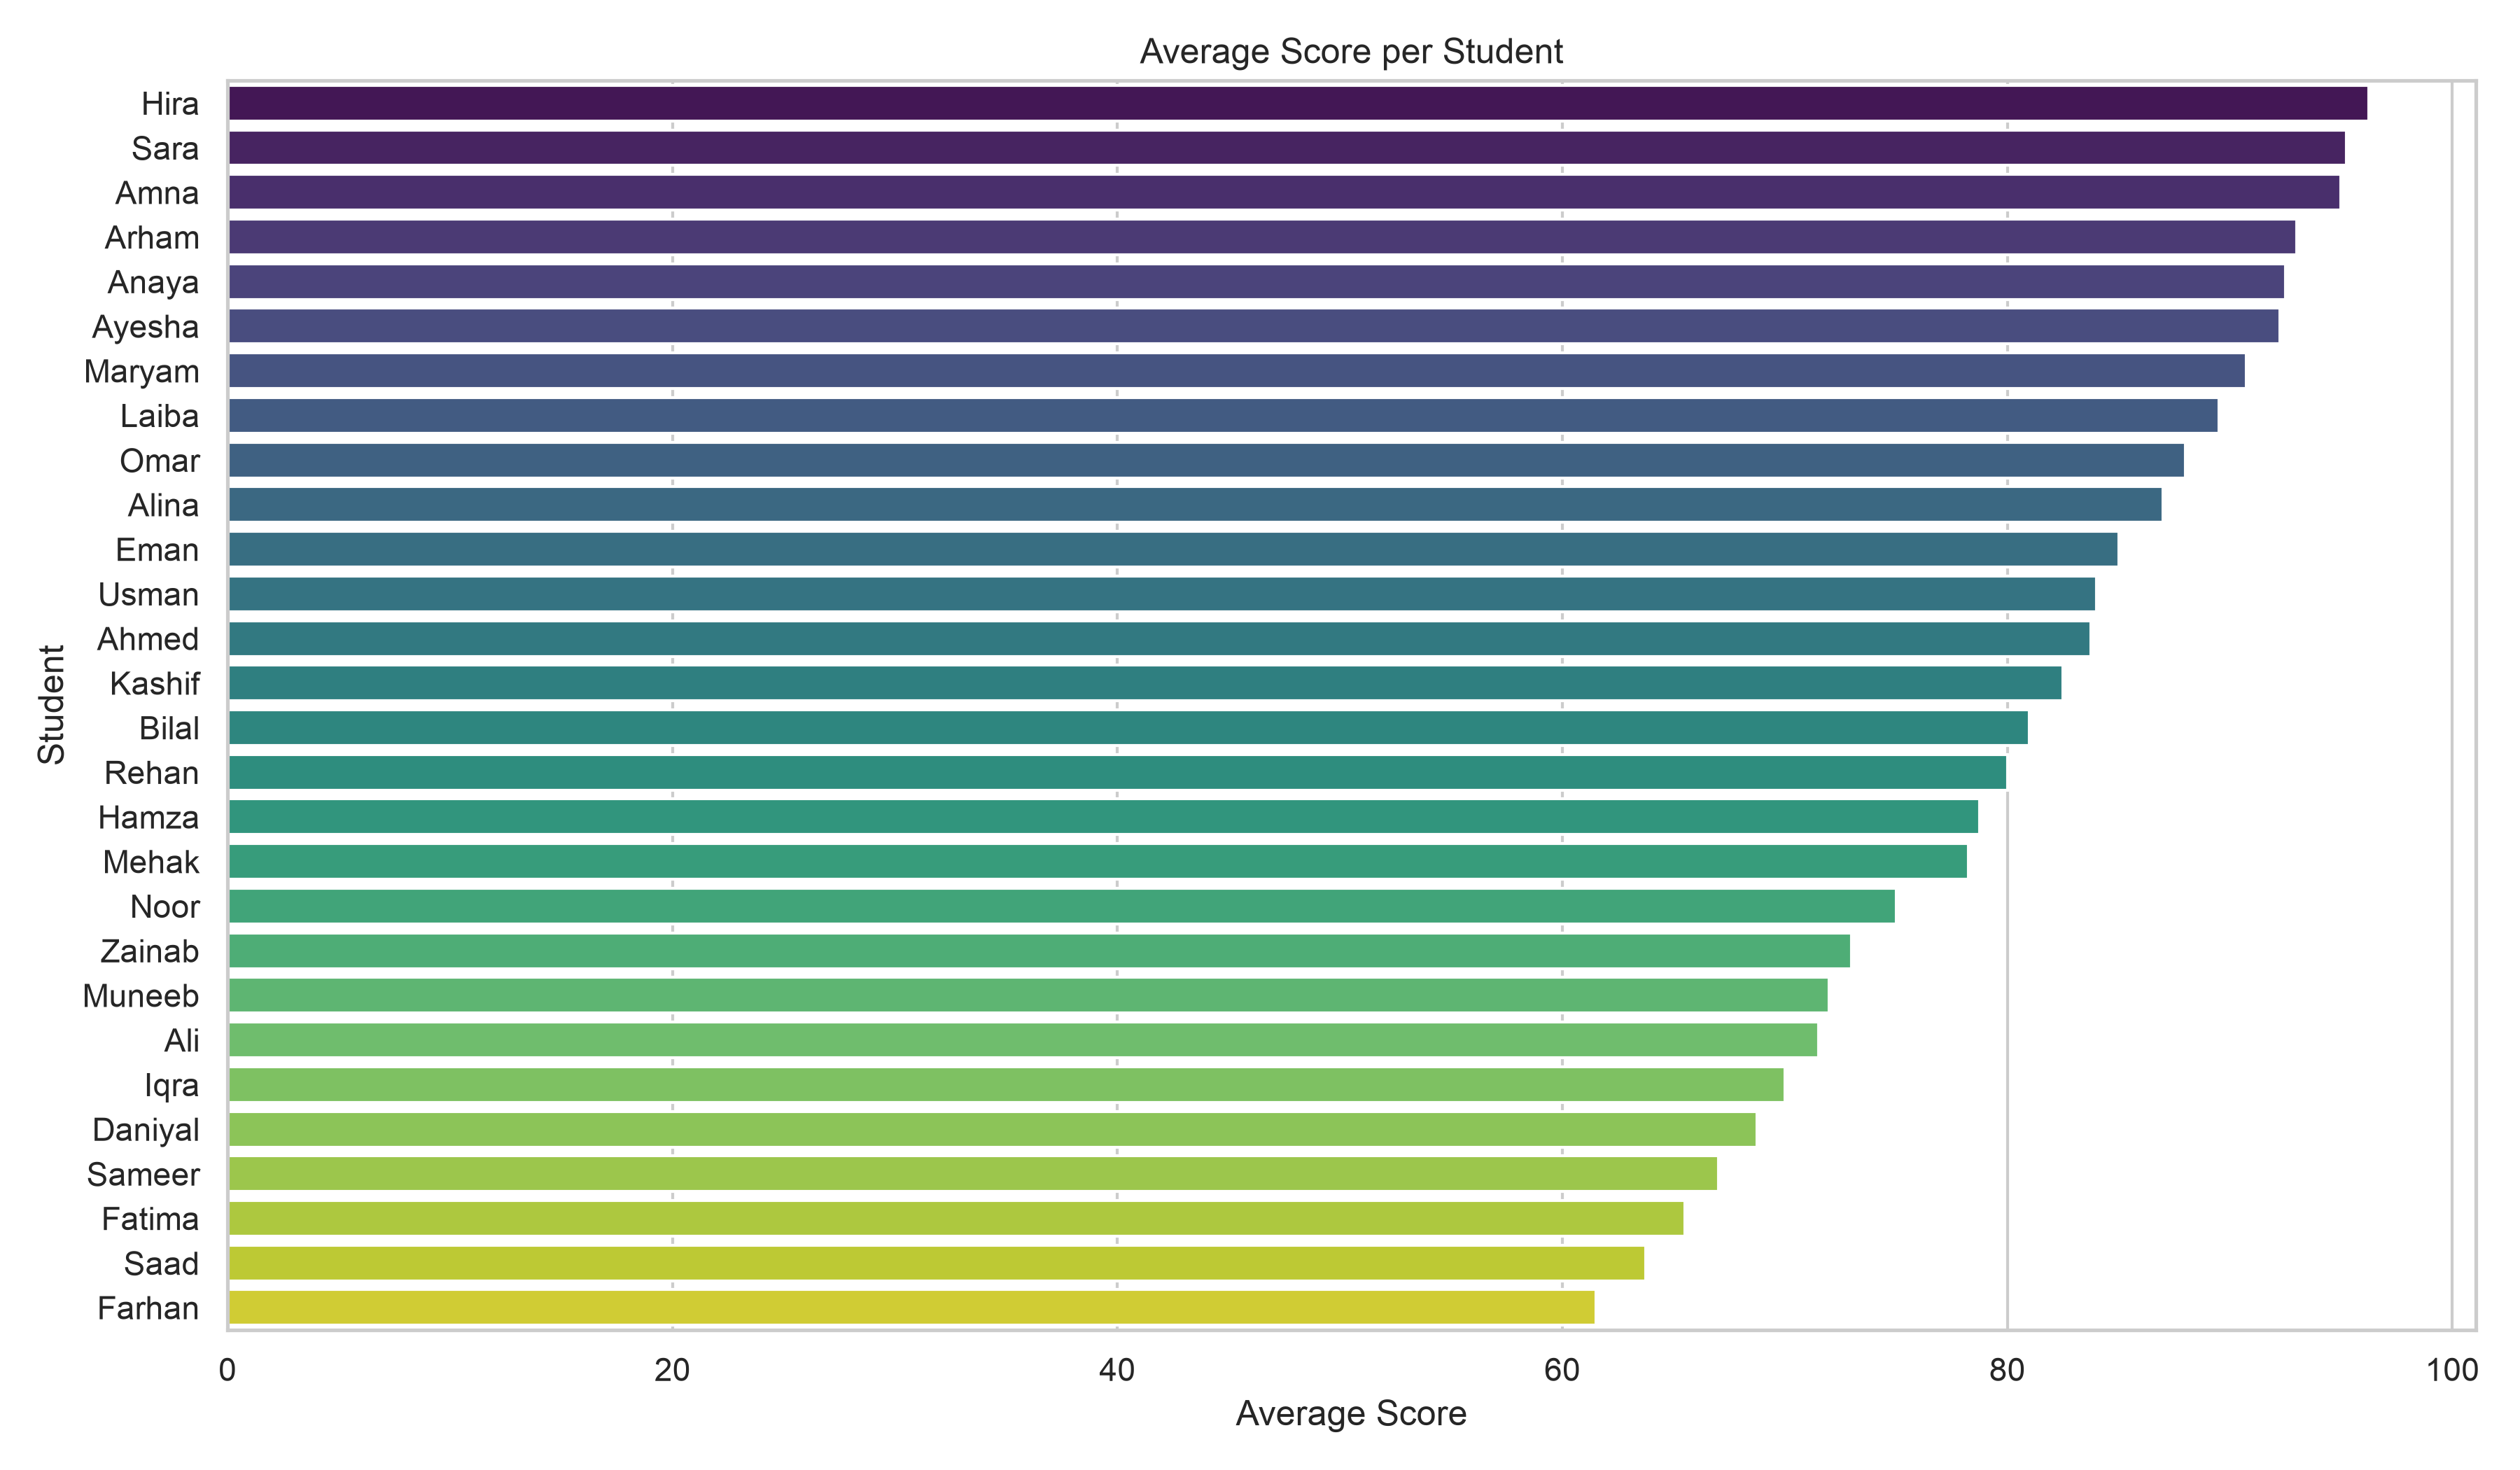 Average Score per Student
Hira
Sara
Amna
Arham
Anaya
Ayesha
Maryam
Laiba
Omar
Alina
Eman
Usman
Ahmed
Kashif
Bilal
Rehan
Hamza
Mehak
Noor
Zainab
Muneeb
Ali
Iqra
Daniyal
Sameer
Fatima
Saad
Farhan
Student
0 20 40 60 80 100
Average Score